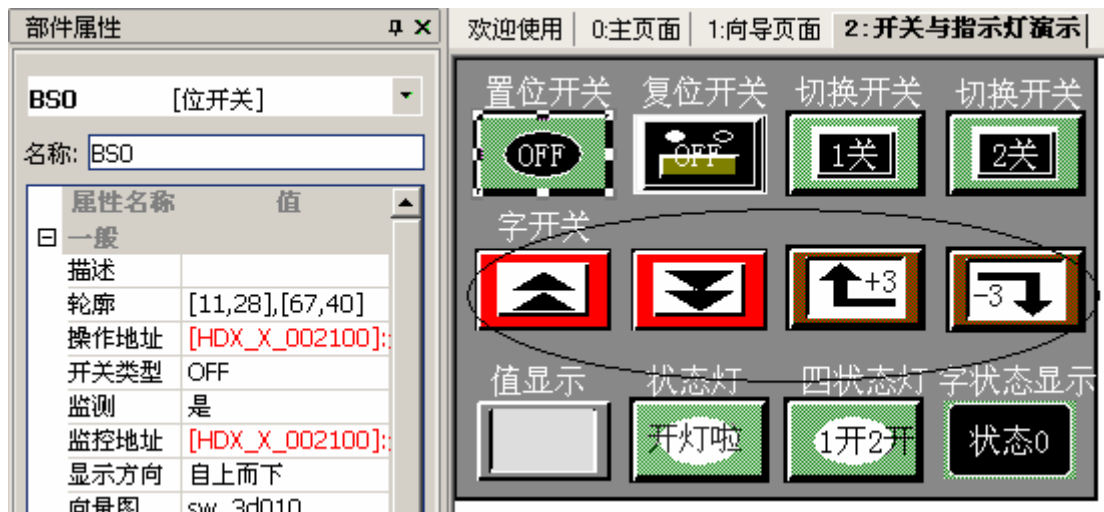 部件属性
BS0 [位开关]
名称: BS0
属性名称 值
一般
描述
轮廓 [11,28],[67,40]
操作地址 [HDX_X_002100]:
开关类型 OFF
监测 是
监控地址 [HDX_X_002100]:
显示方向 自上而下
向量图 sw_3d010
欢迎使用 0:主页面 1:向导页面 2:开关与指示灯演示
置位开关 复位开关 切换开关 切换开关
OFF OFF 1关 2关
字开关
+3 -3
值显示 状态灯 四状态灯 字状态显示
开灯啦 1开2开 状态0